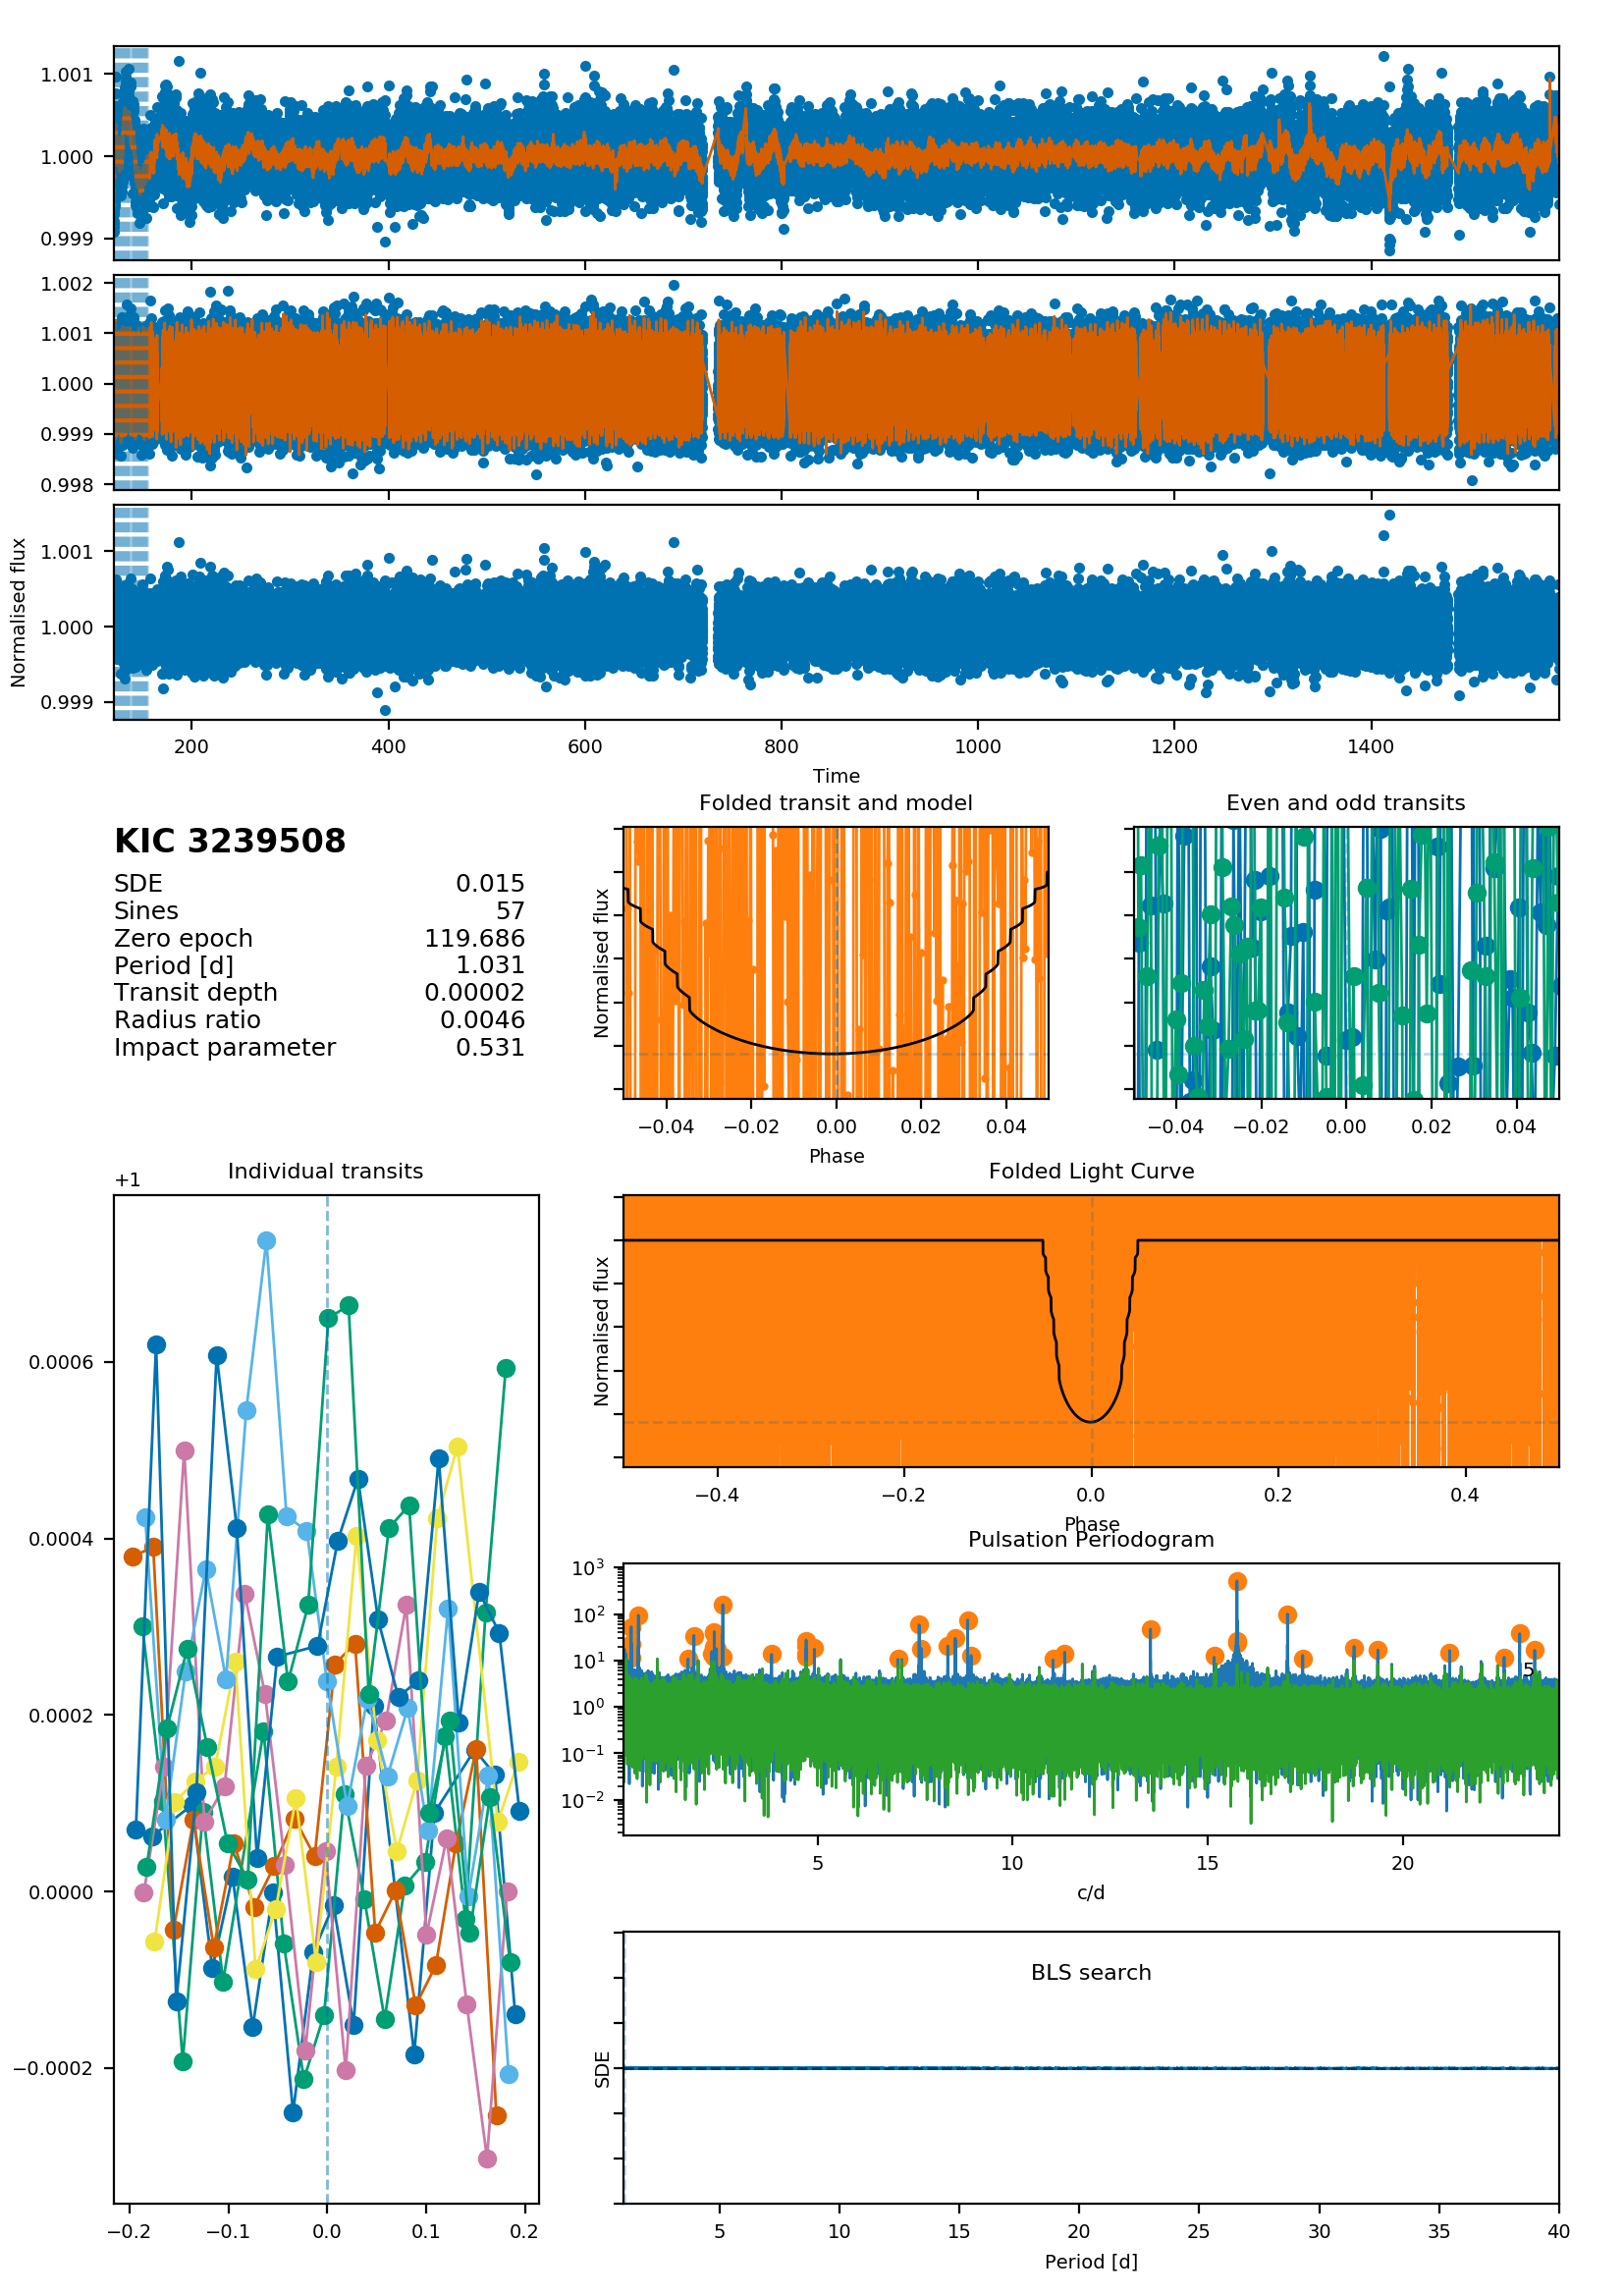 1.001
1.000
0.999
1.002
1.001
1.000
0.999
0.998
1.001
1.000
0.999
Normalised flux
200 400 600 800 1000 1200 1400
Time
KIC 3239508
SDE 0.015
Sines 57
Zero epoch 119.686
Period [d] 1.031
Transit depth 0.00002
Radius ratio 0.0046
Impact parameter 0.531
Folded transit and model
Normalised flux
−0.04 −0.02 0.00 0.02 0.04
Phase
Even and odd transits
−0.04 −0.02 0.00 0.02 0.04
Individual transits
+1
0.0006
0.0004
0.0002
0.0000
−0.0002
−0.2 −0.1 0.0 0.1 0.2
Folded Light Curve
Normalised flux
−0.4 −0.2 0.0 0.2 0.4
Phase
Pulsation Periodogram
10³
10²
10¹
10⁰
10⁻¹
10⁻²
5
5 10 15 20
c/d
BLS search
SDE
5 10 15 20 25 30 35 40
Period [d]